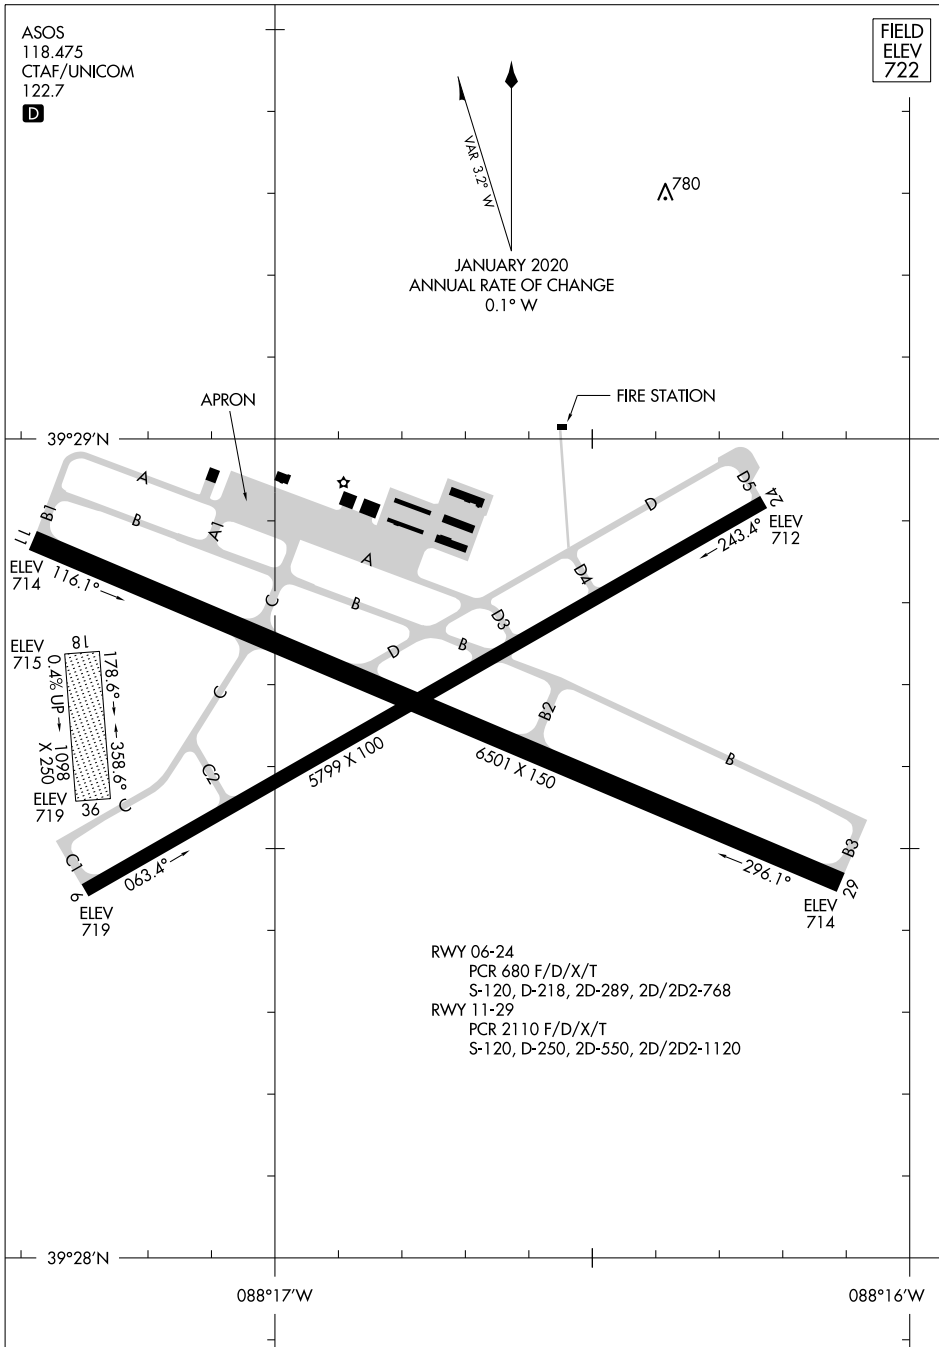 ASOS
118.475
CTAF/UNICOM
122.7
D
FIELD
ELEV
722
VAR 3.2° W
780
JANUARY 2020
ANNUAL RATE OF CHANGE
0.1° W
APRON
FIRE STATION
39°29'N
A
B
B1
A1
11
ELEV
714
116.1°
A
B
C
D
D5
24
ELEV
712
243.4°
D4
D3
B
D
ELEV
715
18
178.6°
0.4% UP
358.6°
1098
X 250
ELEV
719
36
C
C
C2
C1
5799 X 100
6501 X 150
B2
B
B3
063.4°
6
ELEV
719
296.1°
29
ELEV
714
RWY 06-24
PCR 680 F/D/X/T
S-120, D-218, 2D-289, 2D/2D2-768
RWY 11-29
PCR 2110 F/D/X/T
S-120, D-250, 2D-550, 2D/2D2-1120
39°28'N
088°17'W
088°16'W